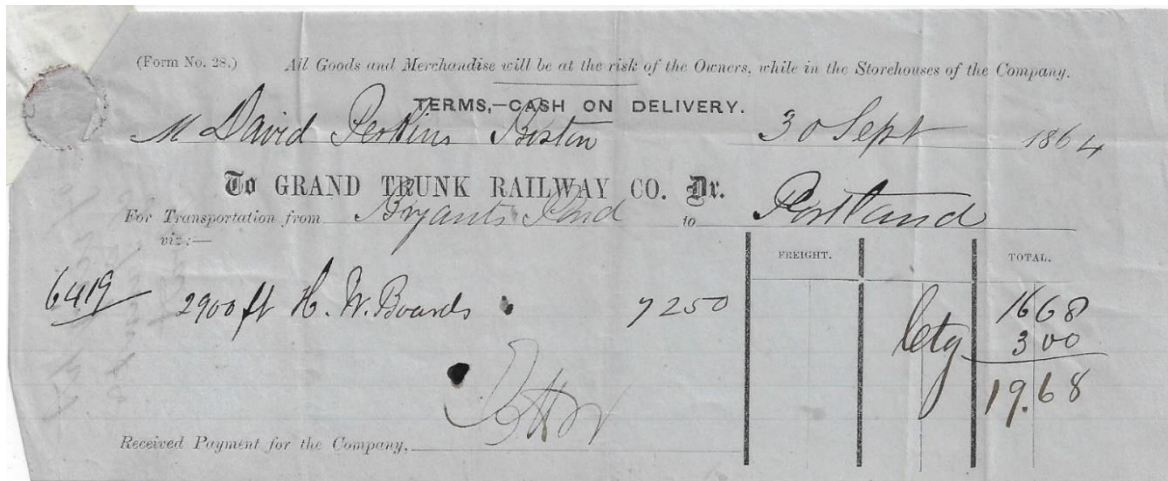 (Form No. 28.) All Goods and Merchandise will be at the risk of the Owners, while in the Storehouses of the Company.
TERMS,—CASH ON DELIVERY.
M David Perkins Boston 30 Sept 1864
To GRAND TRUNK RAILWAY CO. Dr.
For Transportation from Bryants Pond to Portland
viz:—
FREIGHT. TOTAL.
6419 2900 ft H. W. Boards 7250 16 68
ctg 3 00
19.68
Received Payment for the Company,